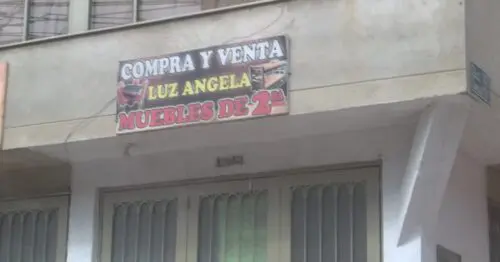 COMPRA Y VENTA
LUZ ANGELA
MUEBLES DE 2ª